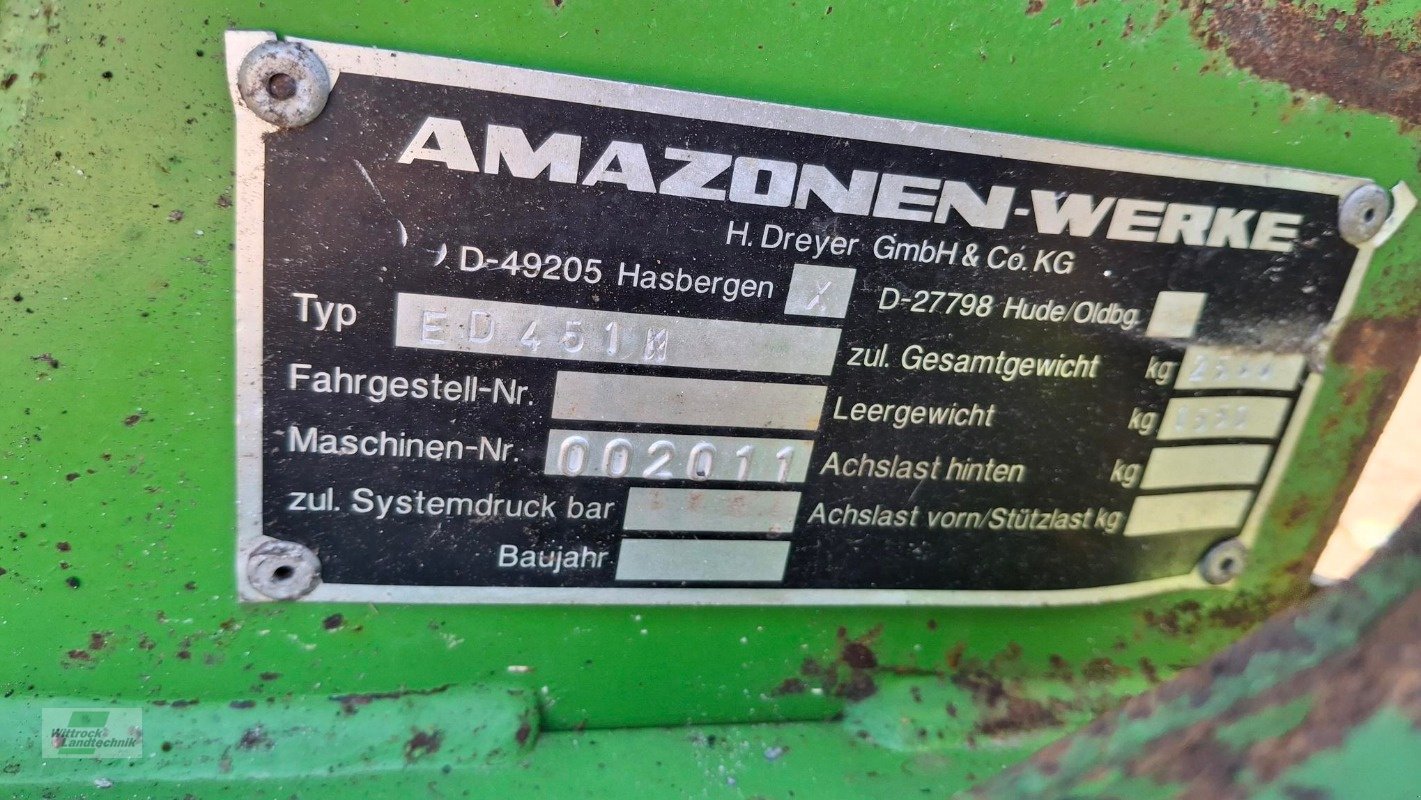 AMAZONEN-WERKE
H. Dreyer GmbH & Co. KG
D-49205 Hasbergen X D-27798 Hude/Oldbg.
Typ ED 451 M
zul. Gesamtgewicht kg
Fahrgestell-Nr.
Leergewicht kg
Maschinen-Nr. 002011
Achslast hinten kg
zul. Systemdruck bar
Achslast vorn/Stützlast kg
Baujahr
Wittrock
Landtechnik